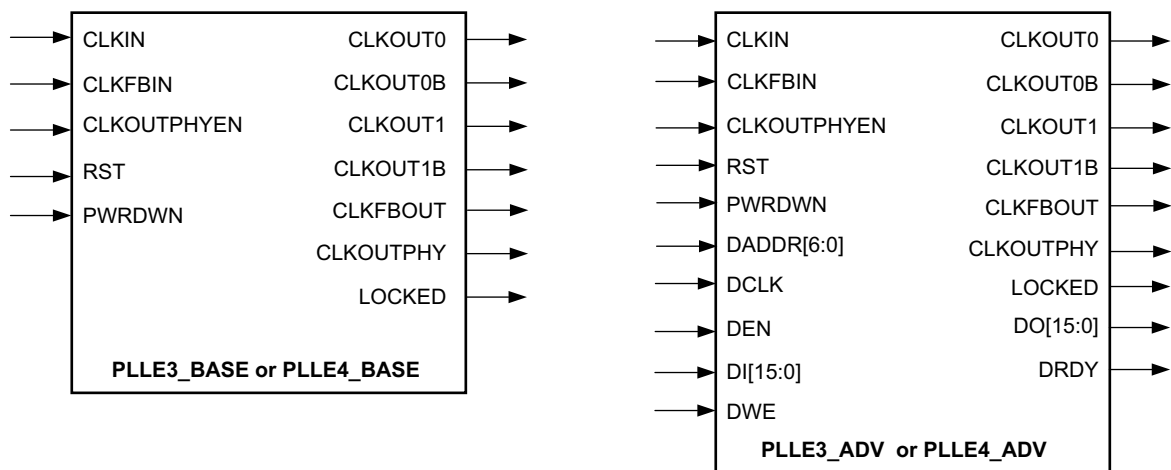 CLKIN
CLKFBIN
CLKOUTPHYEN
RST
PWRDWN
CLKOUT0
CLKOUT0B
CLKOUT1
CLKOUT1B
CLKFBOUT
CLKOUTPHY
LOCKED
PLLE3_BASE or PLLE4_BASE
CLKIN
CLKFBIN
CLKOUTPHYEN
RST
PWRDWN
DADDR[6:0]
DCLK
DEN
DI[15:0]
DWE
CLKOUT0
CLKOUT0B
CLKOUT1
CLKOUT1B
CLKFBOUT
CLKOUTPHY
LOCKED
DO[15:0]
DRDY
PLLE3_ADV or PLLE4_ADV